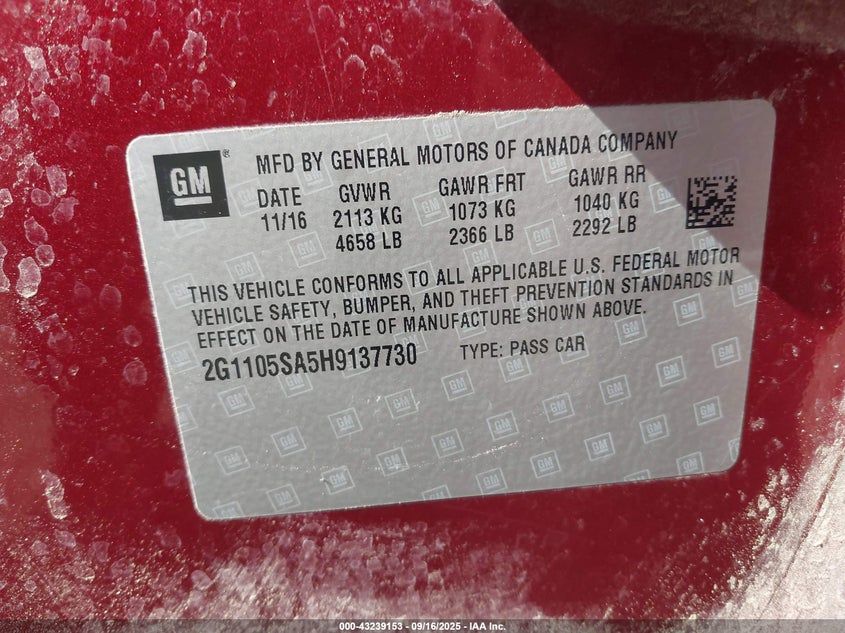 GM ® MFD BY GENERAL MOTORS OF CANADA COMPANY
DATE GVWR GAWR FRT GAWR RR
11/16 2113 KG 1073 KG 1040 KG
4658 LB 2366 LB 2292 LB
THIS VEHICLE CONFORMS TO ALL APPLICABLE U.S. FEDERAL MOTOR
VEHICLE SAFETY, BUMPER, AND THEFT PREVENTION STANDARDS IN
EFFECT ON THE DATE OF MANUFACTURE SHOWN ABOVE.
2G1105SA5H9137730 TYPE: PASS CAR
000-43239153 - 09/16/2025 - IAA Inc.